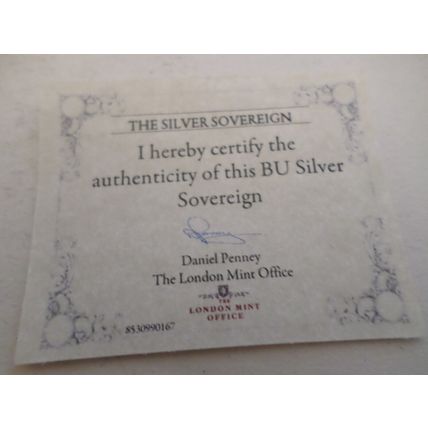 THE SILVER SOVEREIGN
I hereby certify the
authenticity of this BU Silver
Sovereign
Daniel Penney
The London Mint Office
THE
LONDON MINT
OFFICE
8530990167